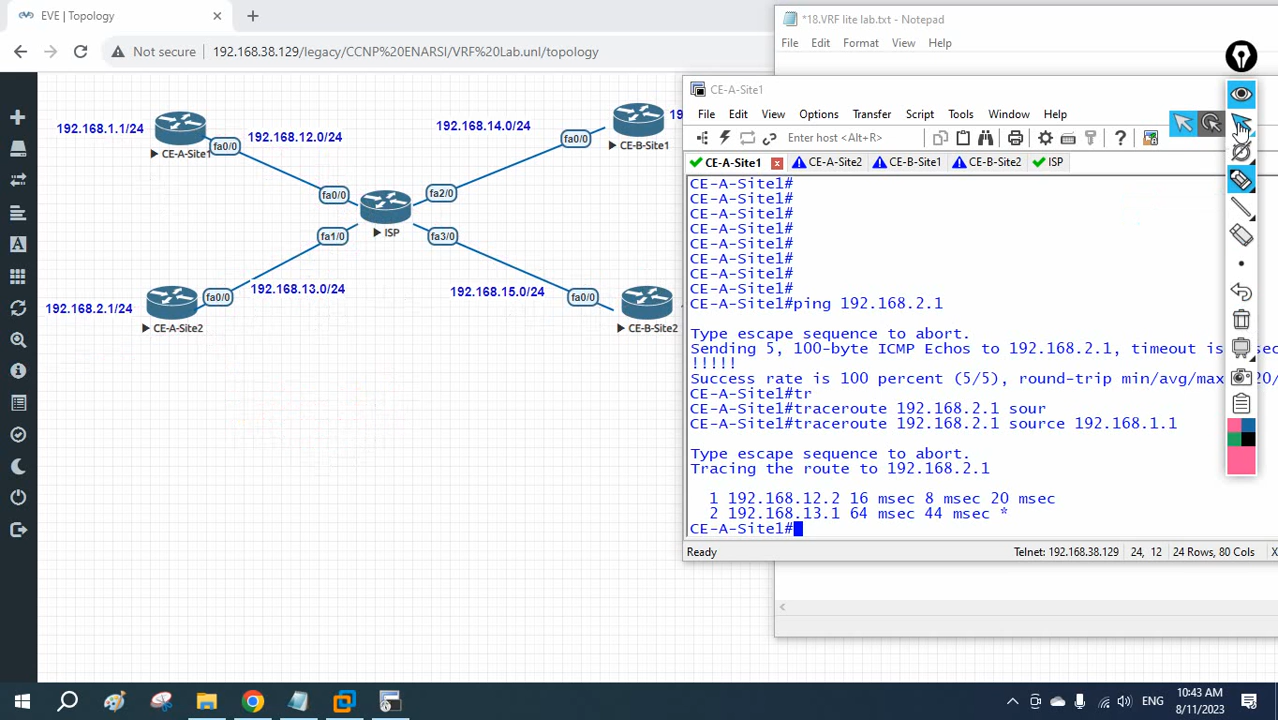 EVE | Topology
Not secure
192.168.38.129/legacy/CCNP%20ENARSI/VRF%20Lab.unl/topology
*18.VRF lite lab.txt - Notepad
File Edit Format View Help
192.168.1.1/24
CE-A-Site1
fa0/0
192.168.12.0/24
fa0/0
192.168.14.0/24
fa0/0
CE-B-Site1
ISP
fa2/0
fa1/0
fa3/0
192.168.2.1/24
CE-A-Site2
fa0/0
192.168.13.0/24
192.168.15.0/24
fa0/0
CE-B-Site2
CE-A-Site1
File Edit View Options Transfer Script Tools Window Help
Enter host <Alt+R>
CE-A-Site1 CE-A-Site2 CE-B-Site1 CE-B-Site2 ISP
CE-A-Site1#
CE-A-Site1#
CE-A-Site1#
CE-A-Site1#
CE-A-Site1#
CE-A-Site1#
CE-A-Site1#
CE-A-Site1#
CE-A-Site1#ping 192.168.2.1
Type escape sequence to abort.
Sending 5, 100-byte ICMP Echos to 192.168.2.1, timeout is
!!!!!
Success rate is 100 percent (5/5), round-trip min/avg/max
CE-A-Site1#tr
CE-A-Site1#traceroute 192.168.2.1 sour
CE-A-Site1#traceroute 192.168.2.1 source 192.168.1.1
Type escape sequence to abort.
Tracing the route to 192.168.2.1
1 192.168.12.2 16 msec 8 msec 20 msec
2 192.168.13.1 64 msec 44 msec *
CE-A-Site1#
Ready
Telnet: 192.168.38.129 24, 12 24 Rows, 80 Cols
ENG
10:43 AM
8/11/2023